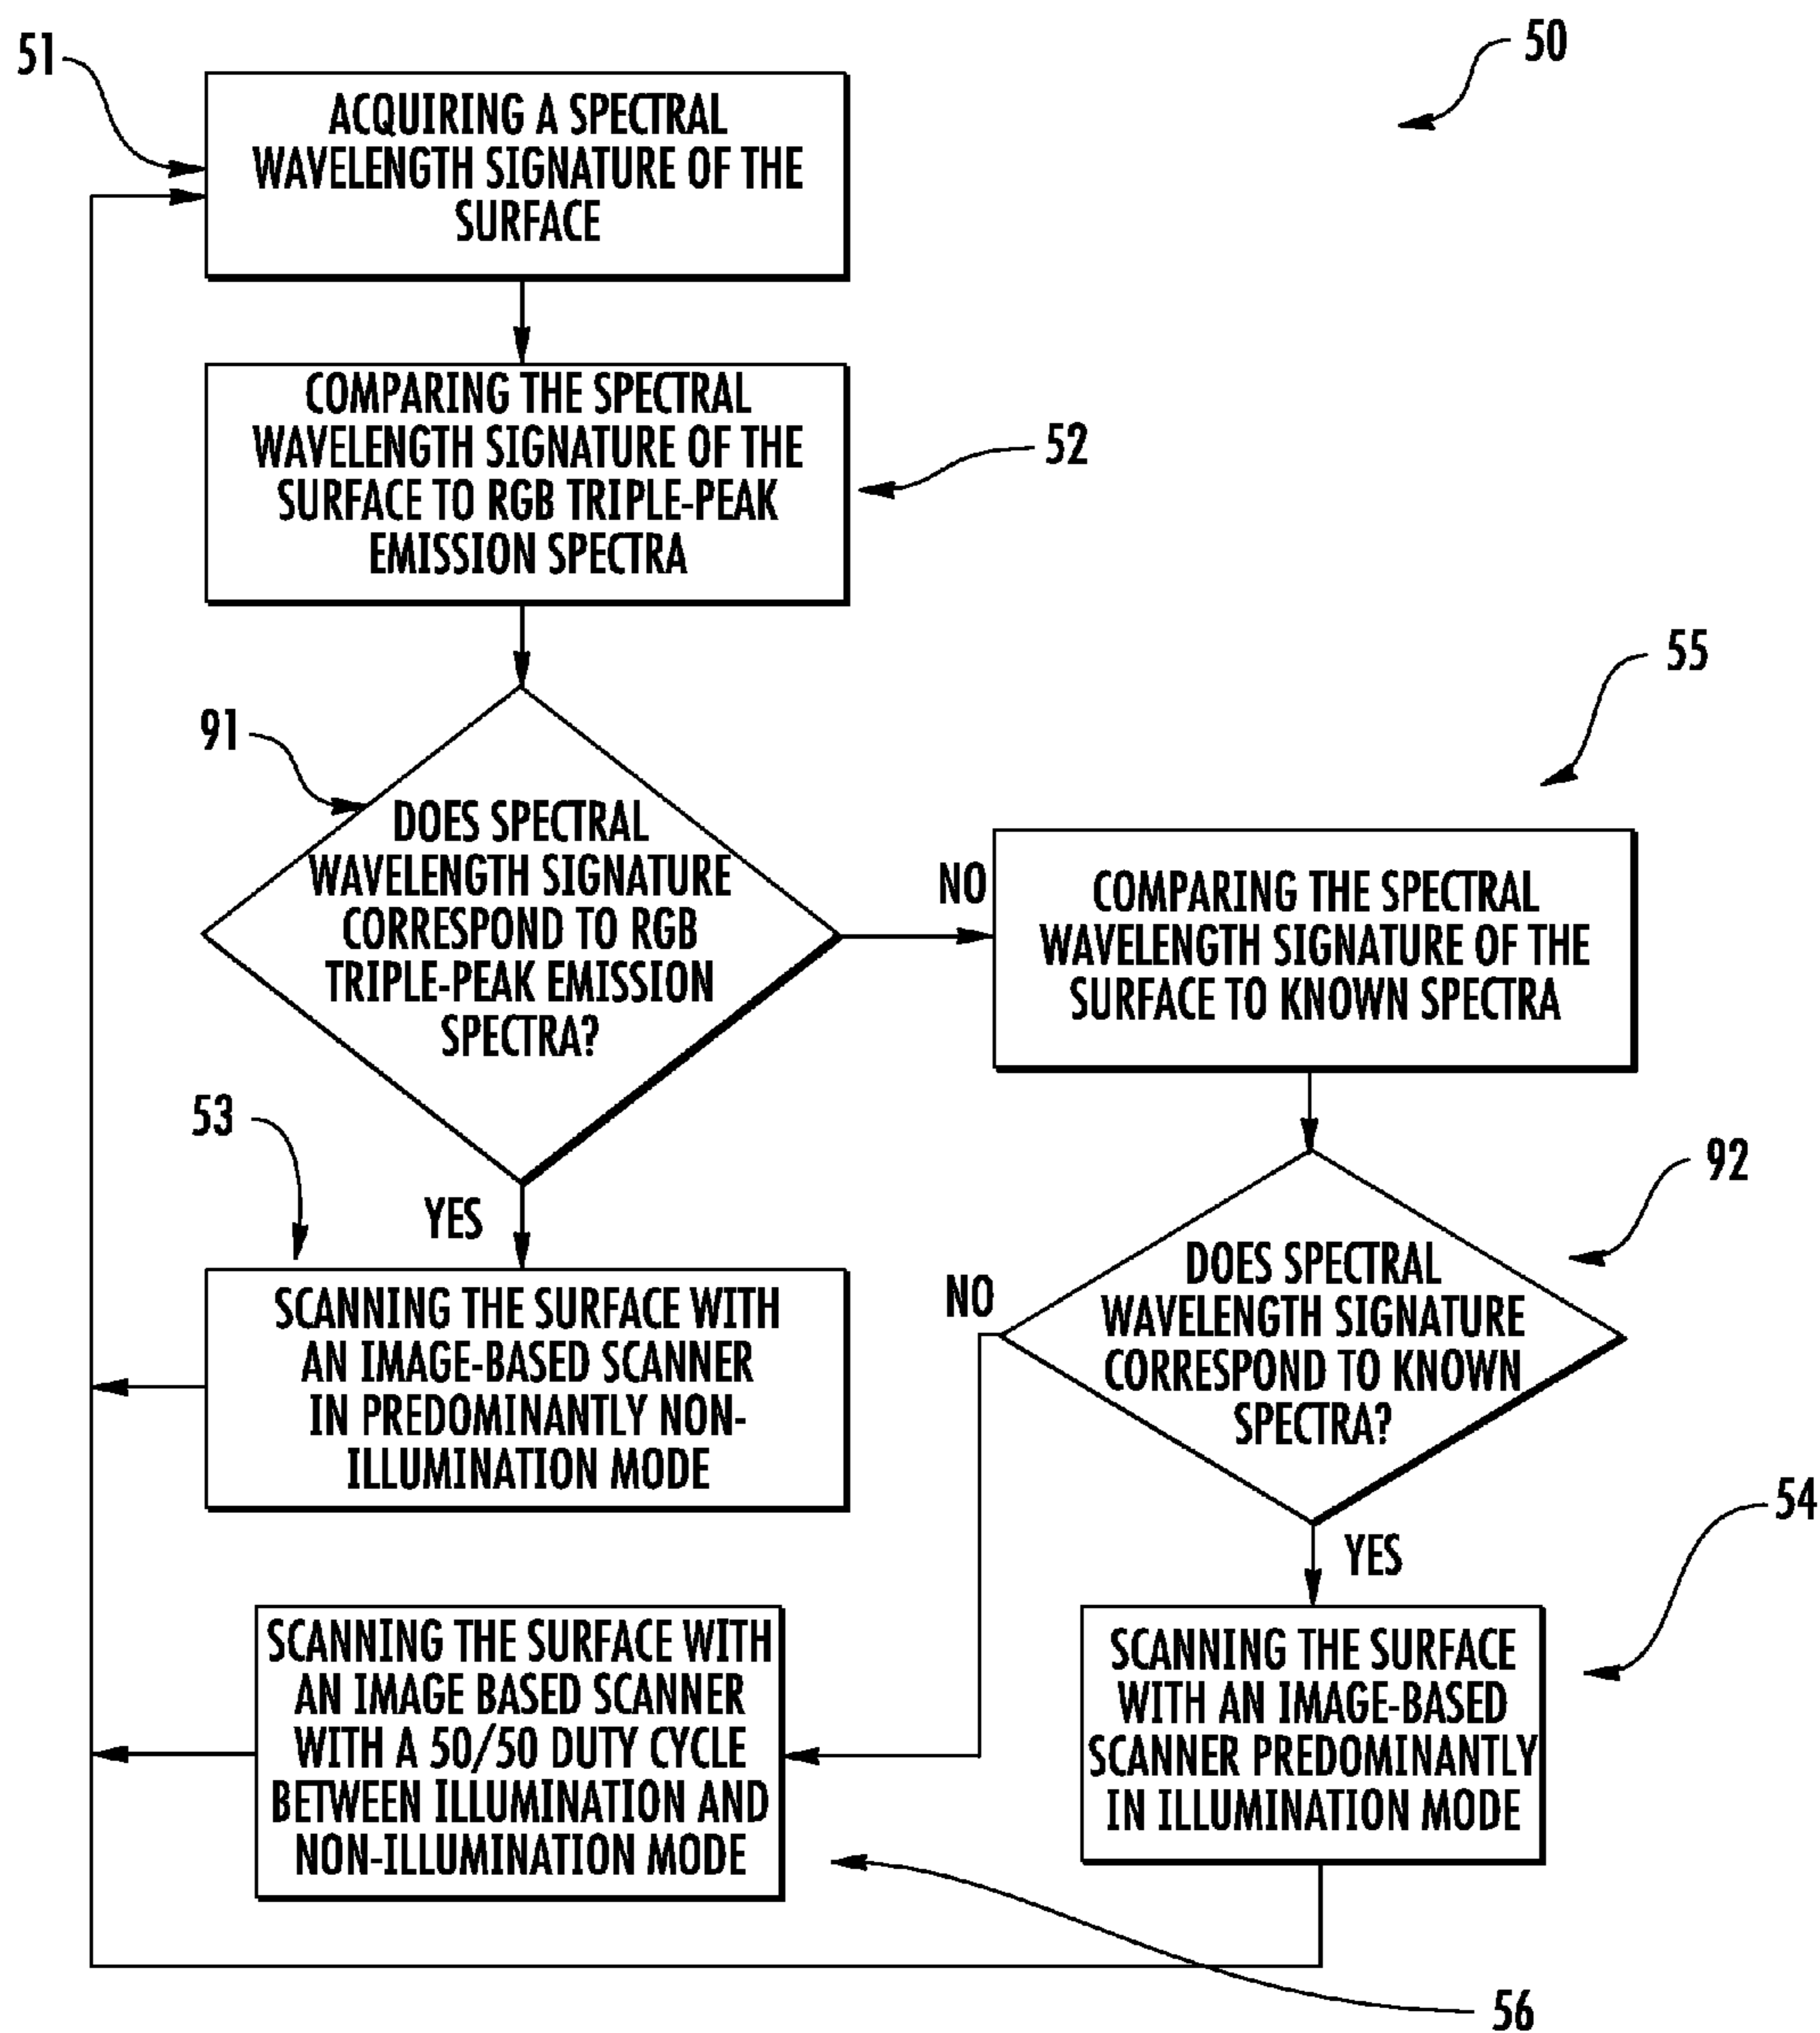 50
51
ACQUIRING A SPECTRAL
WAVELENGTH SIGNATURE OF THE
SURFACE
COMPARING THE SPECTRAL
WAVELENGTH SIGNATURE OF THE
SURFACE TO RGB TRIPLE-PEAK
EMISSION SPECTRA
52
91
DOES SPECTRAL
WAVELENGTH SIGNATURE
CORRESPOND TO RGB
TRIPLE-PEAK EMISSION
SPECTRA?
NO
55
COMPARING THE SPECTRAL
WAVELENGTH SIGNATURE OF THE
SURFACE TO KNOWN SPECTRA
53
YES
SCANNING THE SURFACE WITH
AN IMAGE-BASED SCANNER
IN PREDOMINANTLY NON-
ILLUMINATION MODE
92
NO
DOES SPECTRAL
WAVELENGTH SIGNATURE
CORRESPOND TO KNOWN
SPECTRA?
YES
54
SCANNING THE SURFACE WITH
AN IMAGE BASED SCANNER
WITH A 50/50 DUTY CYCLE
BETWEEN ILLUMINATION AND
NON-ILLUMINATION MODE
SCANNING THE SURFACE
WITH AN IMAGE-BASED
SCANNER PREDOMINANTLY
IN ILLUMINATION MODE
56